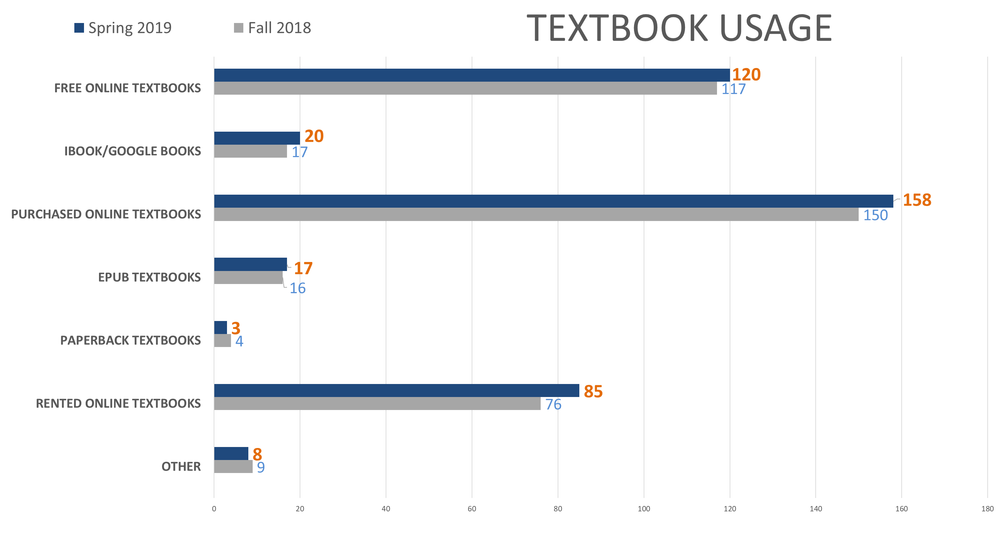 TEXTBOOK USAGE
Spring 2019
Fall 2018
FREE ONLINE TEXTBOOKS
120
117
IBOOK/GOOGLE BOOKS
20
17
PURCHASED ONLINE TEXTBOOKS
158
150
EPUB TEXTBOOKS
17
16
PAPERBACK TEXTBOOKS
3
4
RENTED ONLINE TEXTBOOKS
85
76
OTHER
8
9
0 20 40 60 80 100 120 140 160 180